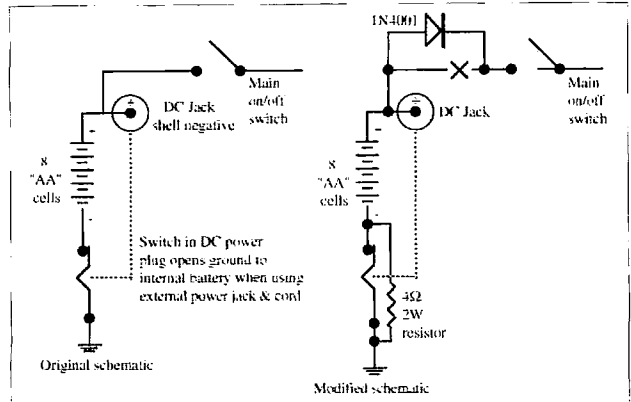 1N4001
Main
on/off
switch
DC Jack
shell negative
8
"AA"
cells
Switch in DC power
plug opens ground to
internal battery when using
external power jack & cord
Original schematic
Main
on/off
switch
DC Jack
8
"AA"
cells
4Ω
2W
resistor
Modified schematic